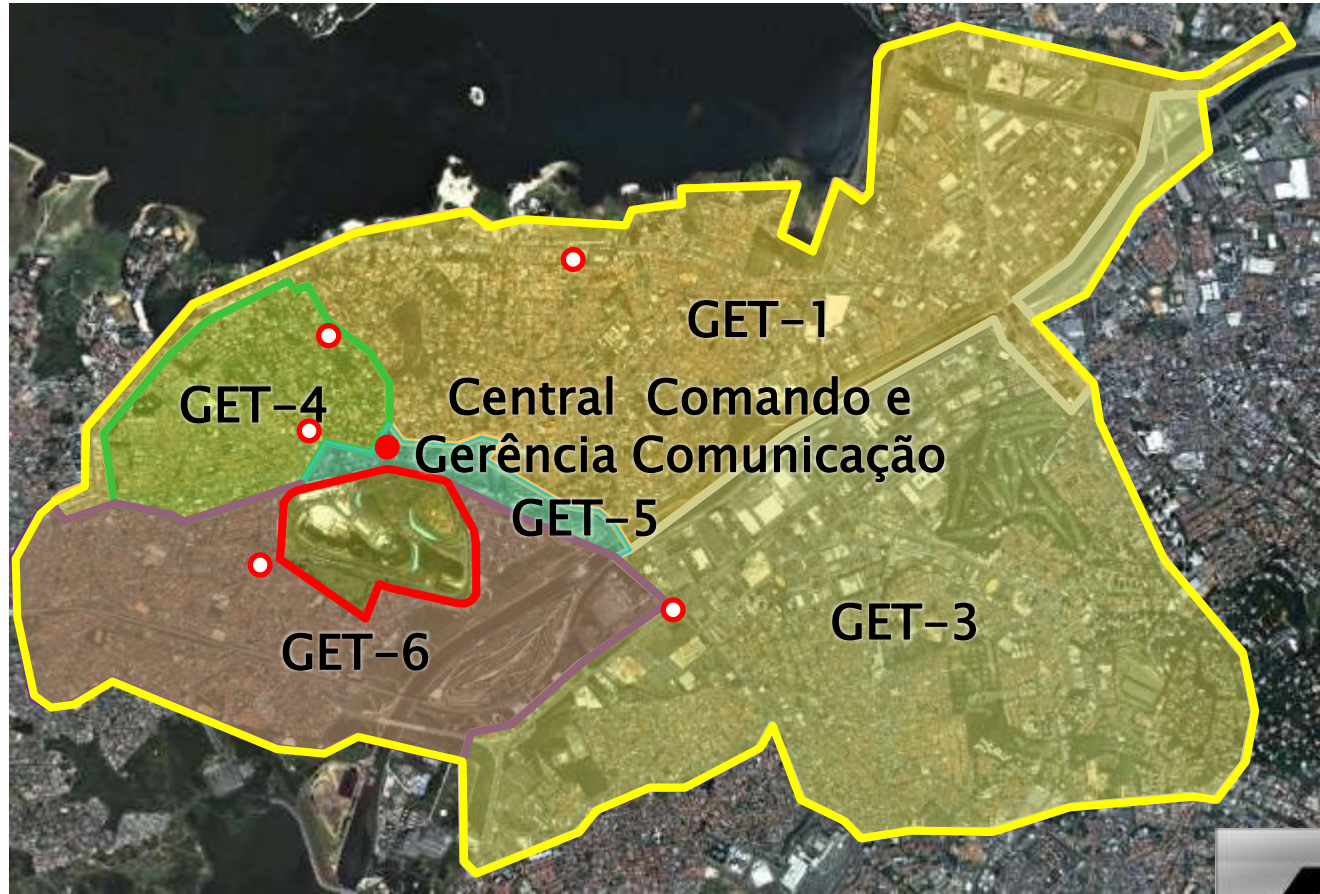 GET-1
GET-4
Central Comando e
Gerência Comunicação
GET-5
GET-3
GET-6